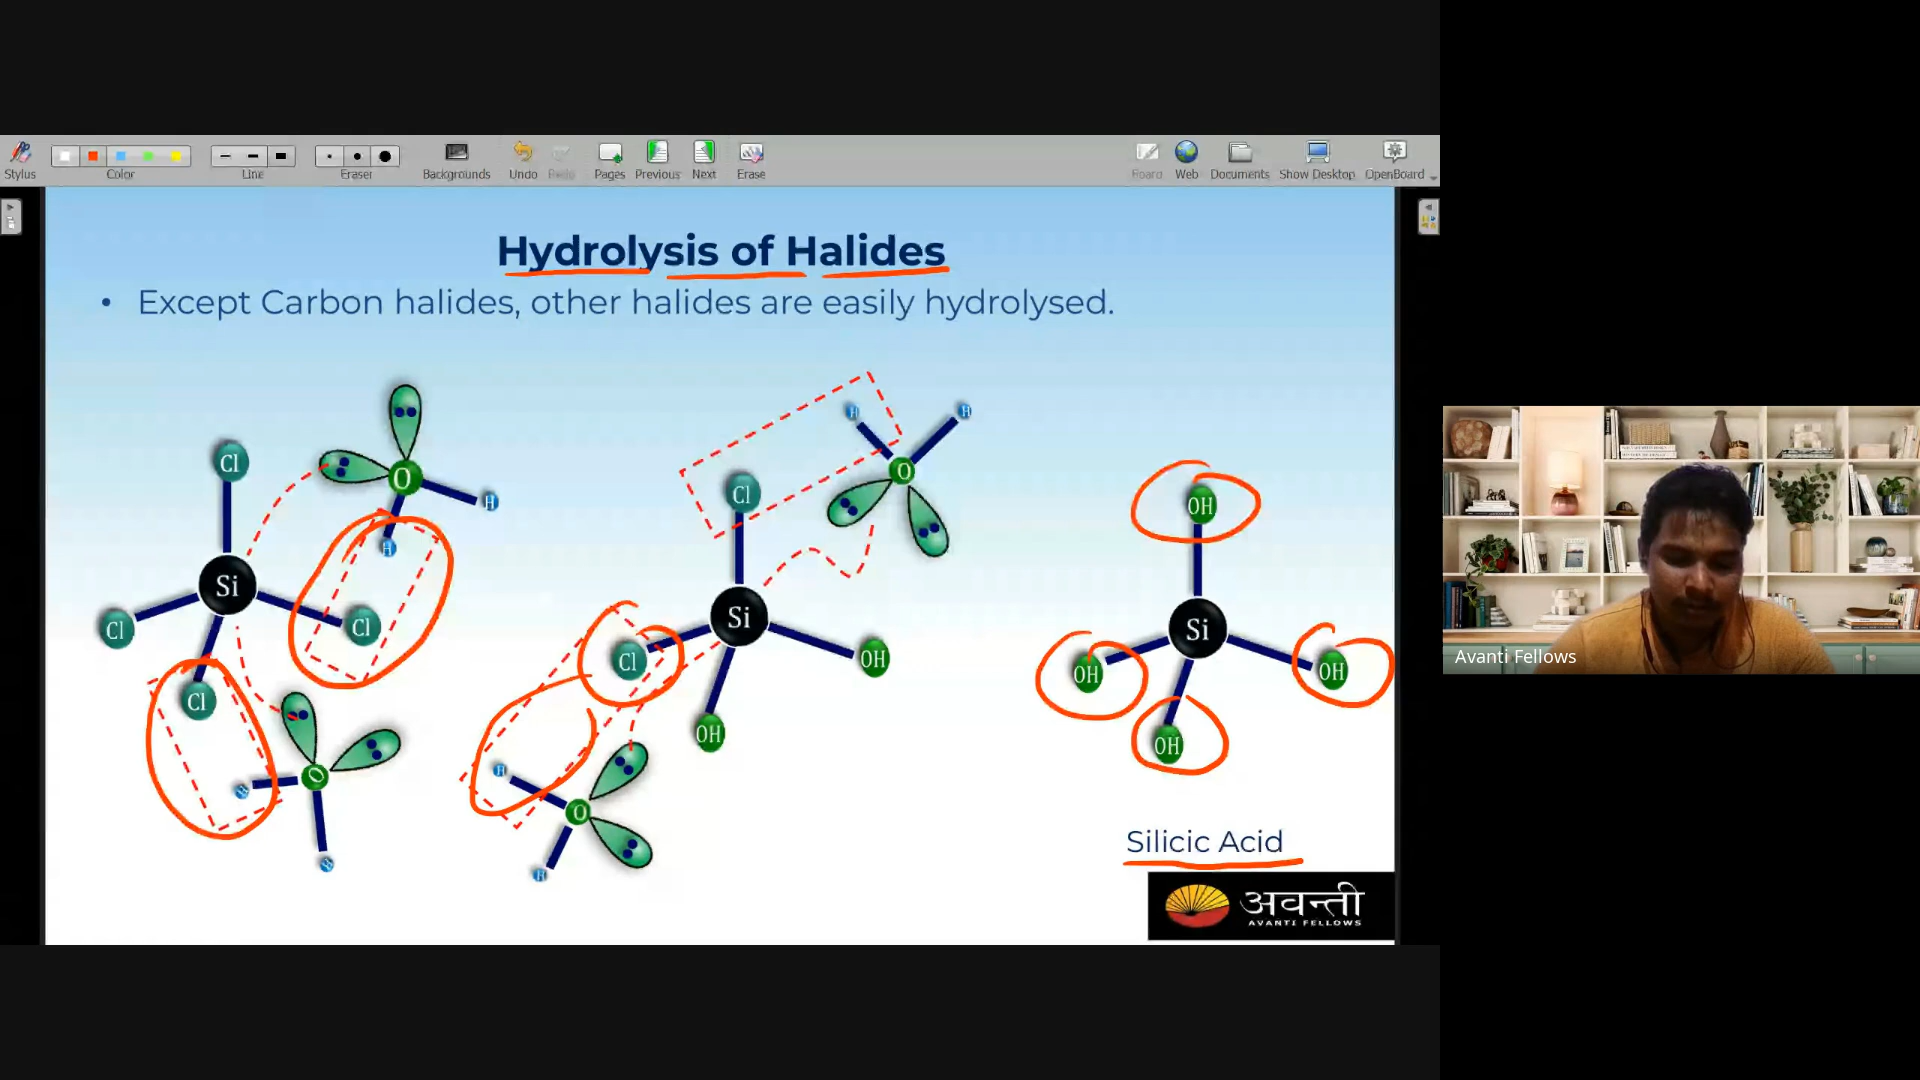 Stylus
Color
Line
Eraser
Backgrounds
Undo
Redo
Pages
Previous
Next
Erase
Board
Web
Documents
Show Desktop
OpenBoard
Hydrolysis of Halides
• Except Carbon halides, other halides are easily hydrolysed.
Cl
O
H
H
Si
Cl
Cl
Cl
H
O
H
H
H
O
Cl
Si
Cl
OH
OH
H
O
H
OH
Si
OH
OH
OH
Silicic Acid
अवन्ती
AVANTI FELLOWS
Avanti Fellows